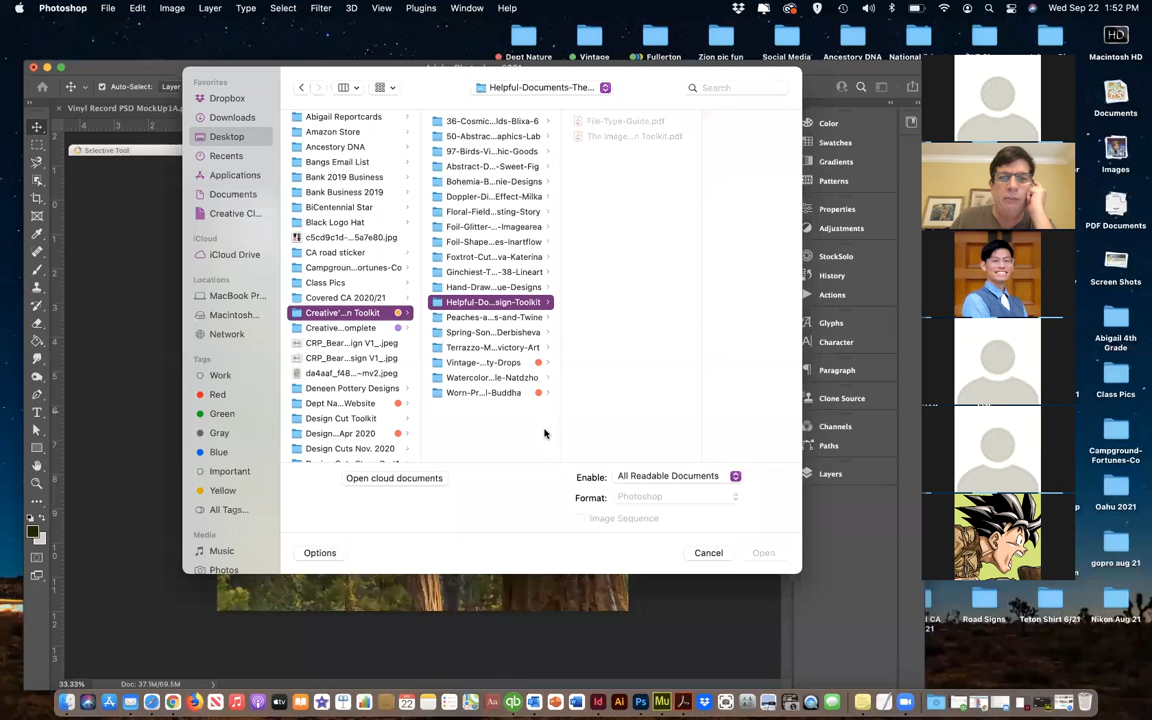 Photoshop File Edit Image Layer Type Select Filter 3D View Plugins Window Help
Wed Sep 22 1:52 PM
Dept Nature
Vintage
Fullerton
Zion pic fun
Social Media
Ancestory DNA
Macintosh HD
Auto-Select:
Vinyl Record PSD MockUp1A.p
Selective Tool
Favorites
Dropbox
Downloads
Desktop
Recents
Applications
Documents
Creative Cl...
iCloud
iCloud Drive
Locations
MacBook Pr...
Macintosh...
Network
Tags
Work
Red
Green
Gray
Blue
Important
Yellow
All Tags...
Media
Music
Photos
Helpful-Documents-The...
Search
Abigail Reportcards
Amazon Store
Ancestory DNA
Bangs Email List
Bank 2019 Business
Bank Business 2019
BiCentennial Star
Black Logo Hat
c5cd9c1d-...5a7e80.jpg
CA road sticker
Campgroun...ortunes-Co
Class Pics
Covered CA 2020/21
Creative'...n Toolkit
Creative...omplete
CRP_Bear...ign V1_.jpeg
CRP_Bear...sign V1_.jpg
da4aaf_f48...~mv2.jpeg
Deneen Pottery Designs
Dept Na...Website
Design Cut Toolkit
Design...Apr 2020
Design Cuts Nov. 2020
36-Cosmic...lds-Blixa-6
50-Abstrac...aphics-Lab
97-Birds-Vi...hic-Goods
Abstract-D...-Sweet-Fig
Bohemia-B...nie-Designs
Doppler-Di...Effect-Milka
Floral-Field...sting-Story
Foil-Glitter-...-Imagearea
Foil-Shape...es-Inartflow
Foxtrot-Cut...va-Katerina
Ginchiest-T...-38-Lineart
Hand-Draw...ue-Designs
Helpful-Do...sign-Toolkit
Peaches-a...s-and-Twine
Spring-Son...Derbisheva
Terrazzo-M...victory-Art
Vintage-...ty-Drops
Watercolor...le-Natdzho
Worn-Pr...l-Buddha
File-Type-Guide.pdf
The Image...n Toolkit.pdf
Open cloud documents
Enable: All Readable Documents
Format: Photoshop
Image Sequence
Options
Cancel
Open
Color
Swatches
Gradients
Patterns
Properties
Adjustments
StockSolo
History
Actions
Glyphs
Character
Paragraph
Clone Source
Channels
Paths
Layers
Documents
Images
PDF Documents
Screen Shots
Abigail 4th
Grade
Class Pics
Campground-
Fortunes-Co
Oahu 2021
gopro aug 21
Road Signs
Teton Shirt 6/21
Nikon Aug 21
33.33%
Doc: 37.1M/59.5M